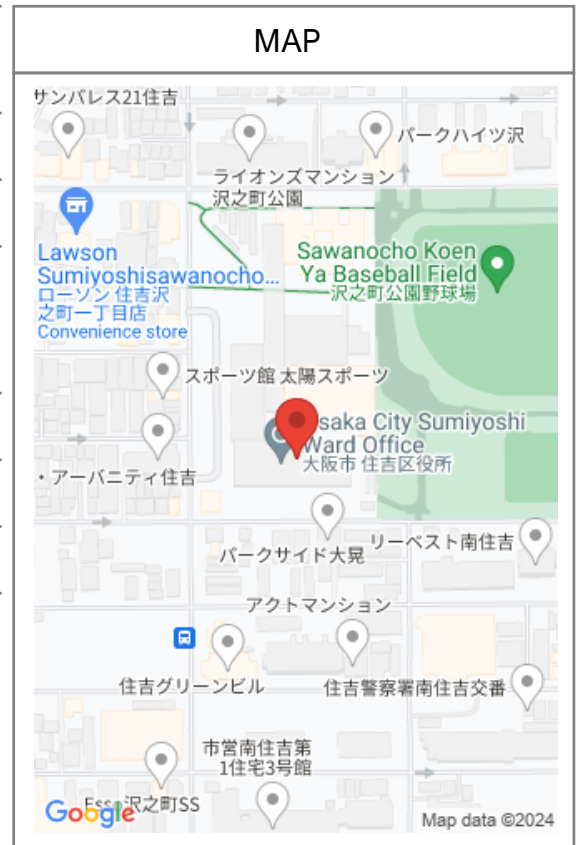 MAP
サンパレス21住吉
パークハイツ沢
ライオンズマンション
沢之町公園
Lawson
Sumiyoshisawanocho...
ローソン 住吉沢
之町一丁目店
Convenience store
Sawanocho Koen
Ya Baseball Field
沢之町公園野球場
スポーツ館 太陽スポーツ
saka City Sumiyoshi
Ward Office
大阪市 住吉区役所
・アーバニティ住吉
パークサイド大晃
リーベスト南住吉
アクトマンション
住吉グリーンビル
住吉警察署南住吉交番
市営南住吉第
1住宅3号館
Esso沢之町SS
Google
Map data ©2024